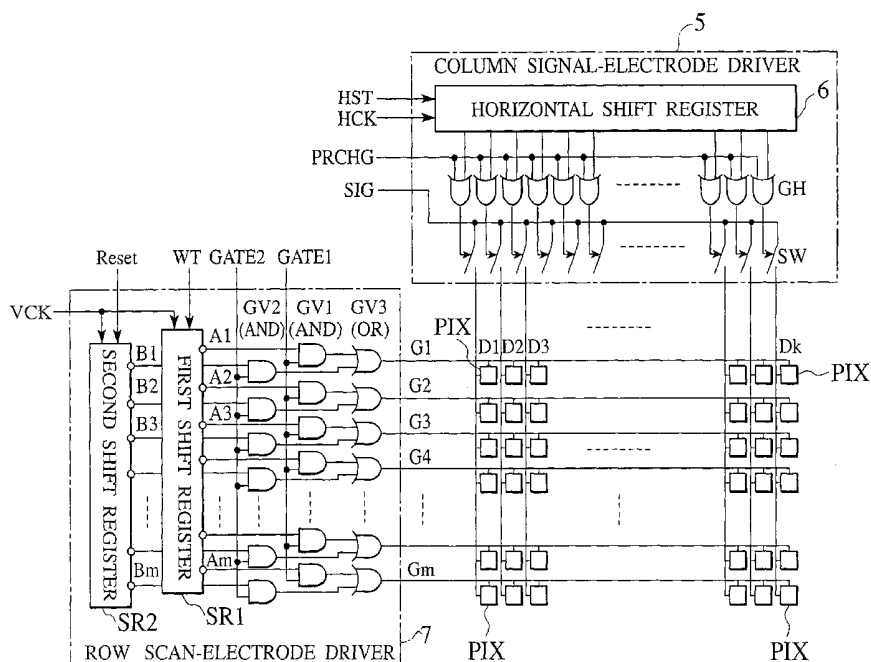 5
COLUMN SIGNAL-ELECTRODE DRIVER
6
HST
HCK
HORIZONTAL SHIFT REGISTER
PRCHG
GH
SIG
SW
Reset
WT GATE2 GATE1
VCK
GV2 GV1 GV3
(AND) (AND) (OR)
SECOND SHIFT REGISTER
FIRST SHIFT REGISTER
B1
B2
B3
Bm
A1
A2
A3
Am
G1
G2
G3
G4
Gm
PIX
D1 D2 D3
Dk
PIX
SR2
SR1
7
ROW SCAN-ELECTRODE DRIVER
PIX
PIX